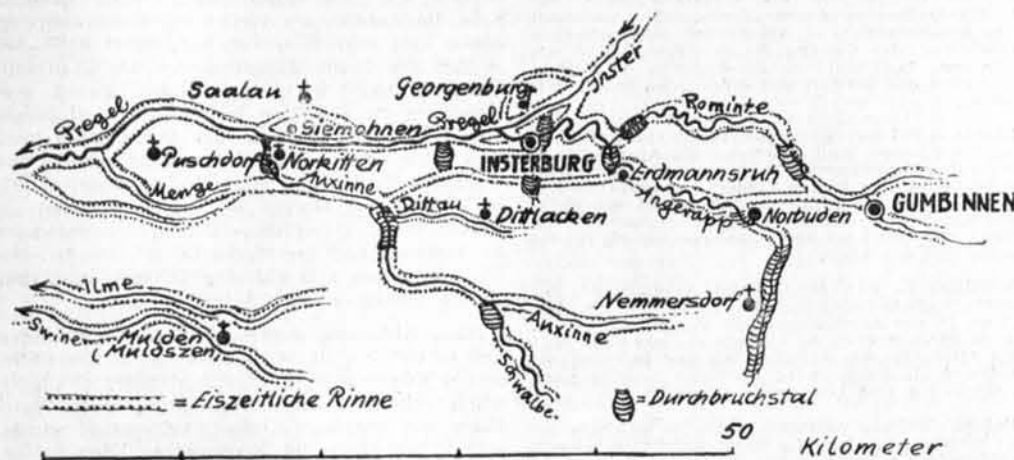 Inster
Saalau
Georgenburg
Rominte
Pregel
Siemohnen
Pregel
Puschdorf
Norkitten
INSTERBURG
Erdmannsruh
Menge
Auxinne
Angerapp
Dittau
Dittlacken
Norbuden
GUMBINNEN
Ilme
Nemmersdorf
Swine
Mulden
(Muldszen)
Auxinne
Schwalbe.
= Eiszeitliche Rinne
= Durchbruchstal
50
Kilometer